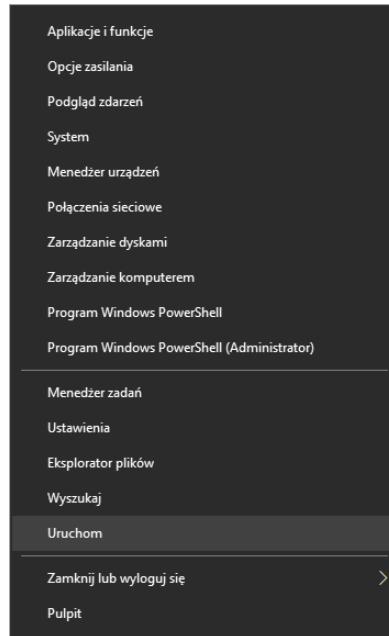 Aplikacje i funkcje
Opcje zasilania
Podgląd zdarzeń
System
Menedżer urządzeń
Połączenia sieciowe
Zarządzanie dyskami
Zarządzanie komputerem
Program Windows PowerShell
Program Windows PowerShell (Administrator)
Menedżer zadań
Ustawienia
Eksplorator plików
Wyszukaj
Uruchom
Zamknij lub wyloguj się
Pulpit